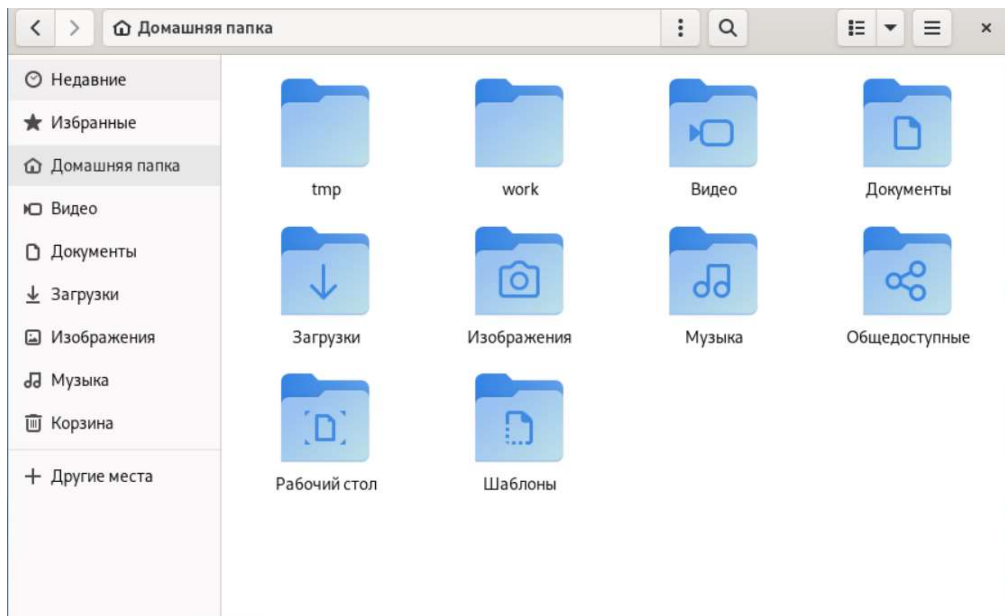 Домашняя папка
Недавние
Избранные
Домашняя папка
Видео
Документы
Загрузки
Изображения
Музыка
Корзина
Другие места
tmp
work
Видео
Документы
Загрузки
Изображения
Музыка
Общедоступные
Рабочий стол
Шаблоны